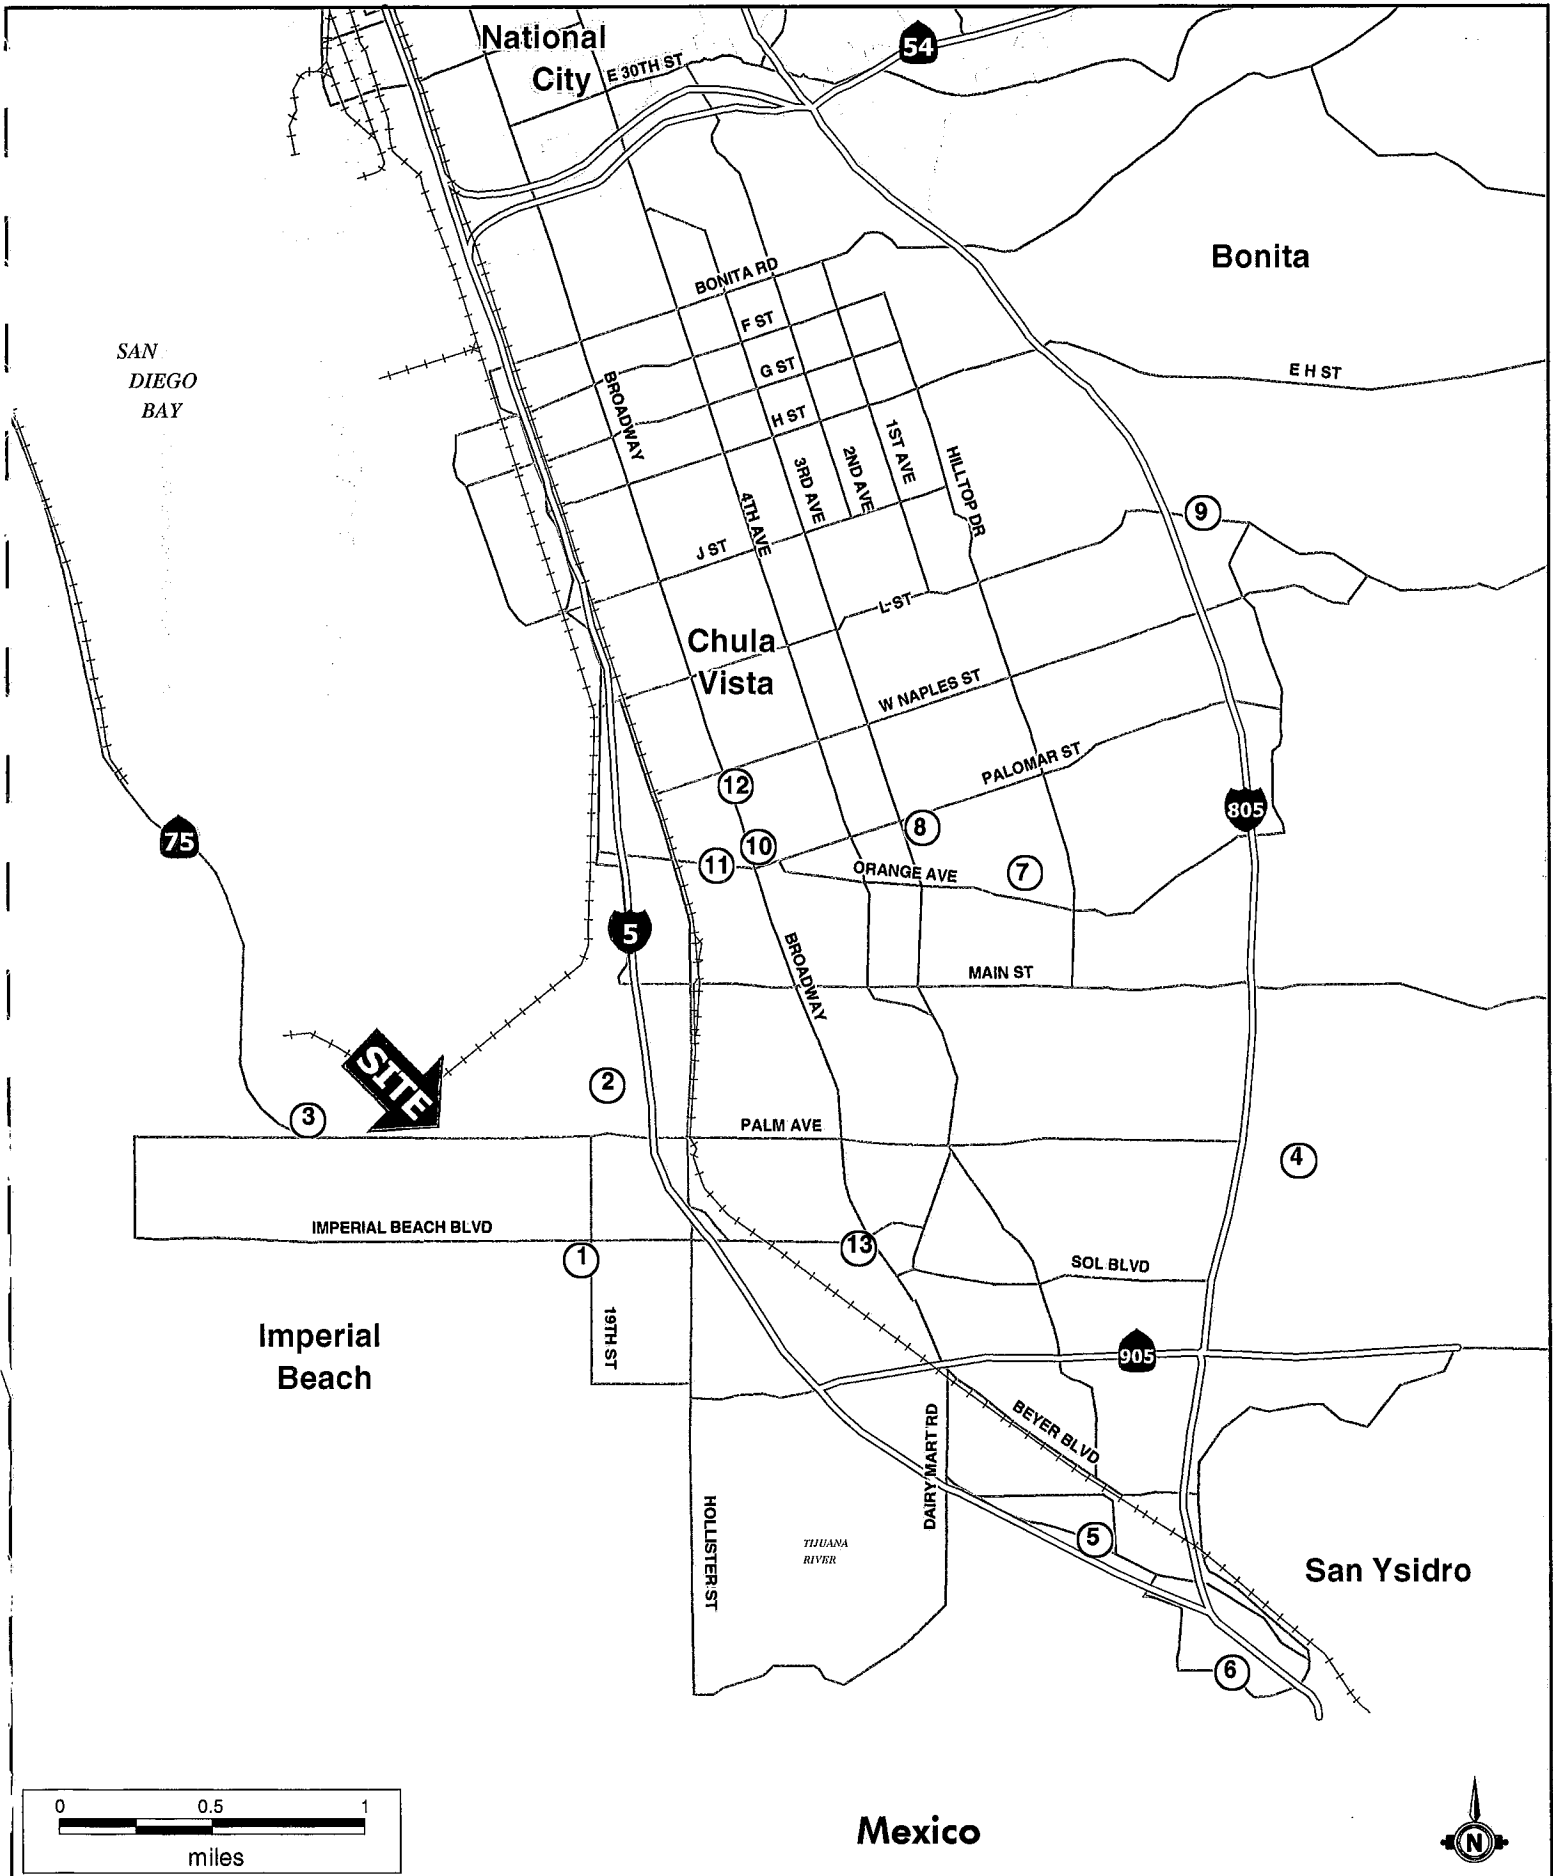 National
City
E 30TH ST
54
Bonita
BONITA RD
F ST
SAN
DIEGO
BAY
G ST
E H ST
BROADWAY
H ST
1ST AVE
2ND AVE
3RD AVE
HILLTOP DR
4TH AVE
9
J ST
L ST
Chula
Vista
W NAPLES ST
PALOMAR ST
12
805
75
8
10
11
ORANGE AVE
7
5
BROADWAY
MAIN ST
SITE
2
3
PALM AVE
4
IMPERIAL BEACH BLVD
13
1
SOL BLVD
19TH ST
Imperial
Beach
905
BEYER BLVD
DAIRY MART RD
HOLLISTER ST
TIJUANA
RIVER
5
San Ysidro
6
0 0.5 1
miles
Mexico
N